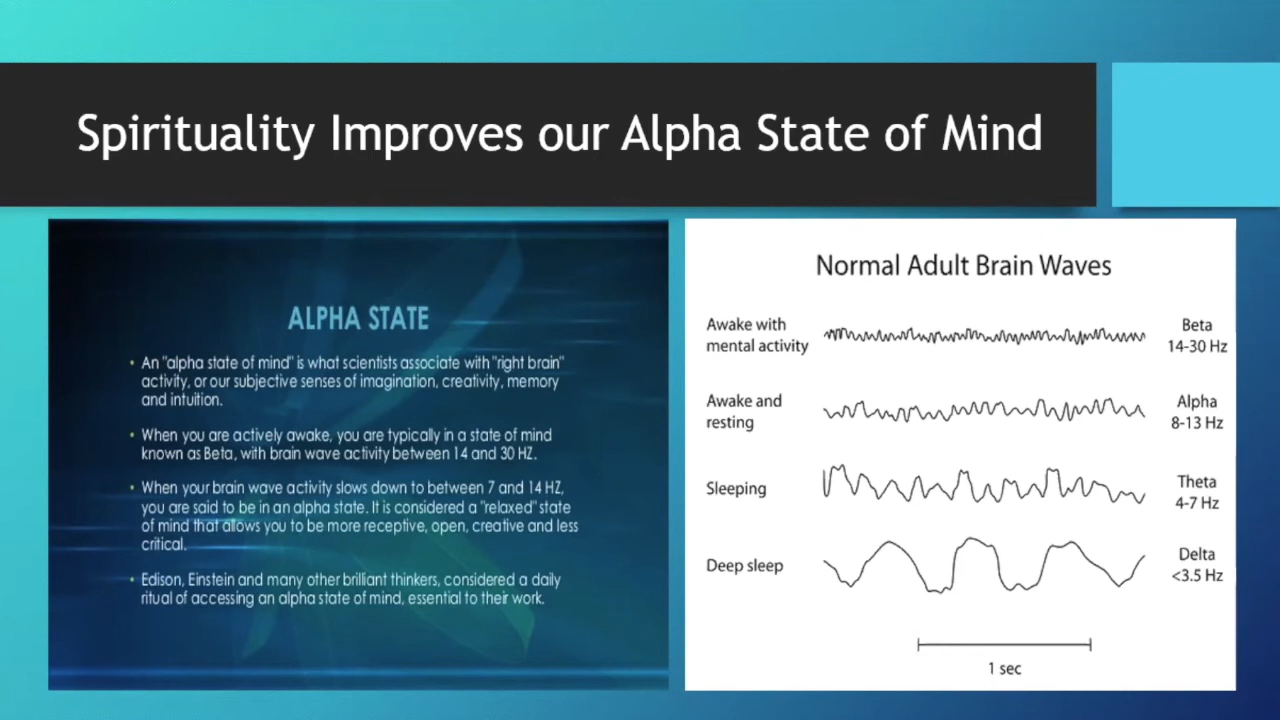 Spirituality Improves our Alpha State of Mind
ALPHA STATE
• An "alpha state of mind" is what scientists associate with "right brain"
activity, or our subjective senses of imagination, creativity, memory
and intuition.
• When you are actively awake, you are typically in a state of mind
known as Beta, with brain wave activity between 14 and 30 HZ.
• When your brain wave activity slows down to between 7 and 14 HZ,
you are said to be in an alpha state. It is considered a "relaxed" state
of mind that allows you to be more receptive, open, creative and less
critical.
• Edison, Einstein and many other brilliant thinkers, considered a daily
ritual of accessing an alpha state of mind, essential to their work.
Normal Adult Brain Waves
Awake with
mental activity
Beta
14-30 Hz
Awake and
resting
Alpha
8-13 Hz
Sleeping
Theta
4-7 Hz
Deep sleep
Delta
<3.5 Hz
1 sec